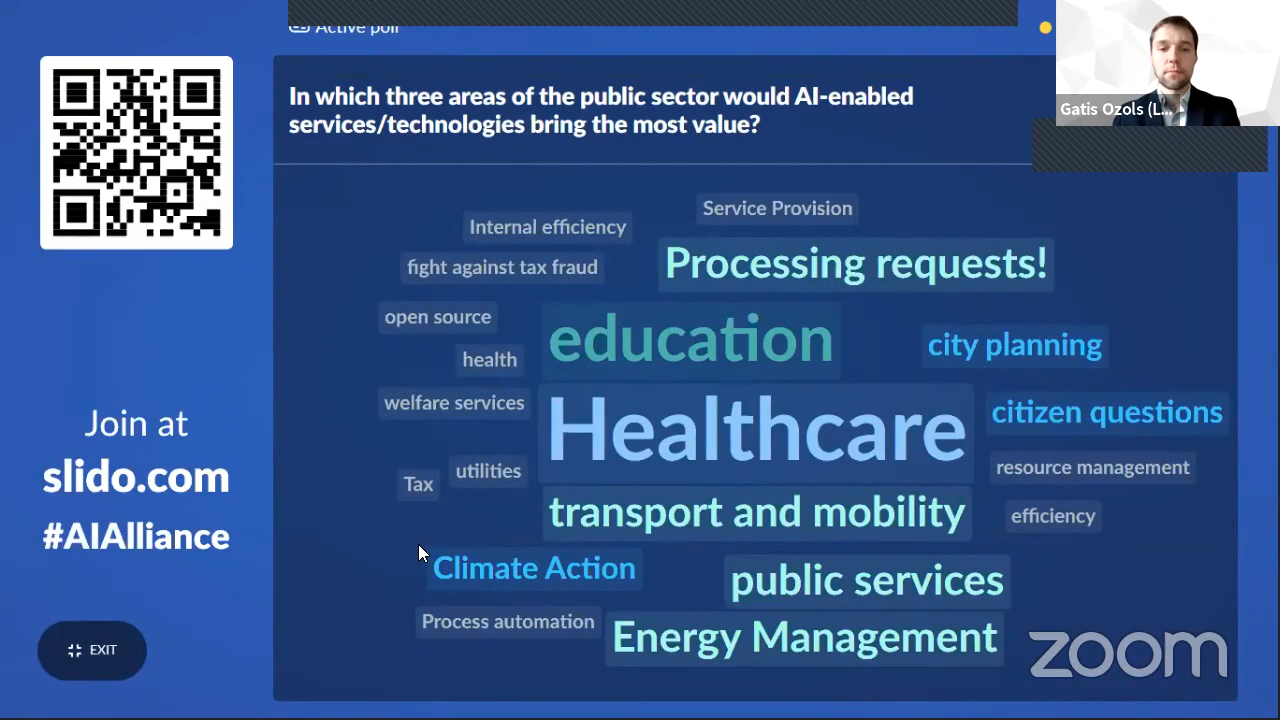 Active poll
In which three areas of the public sector would AI-enabled
services/technologies bring the most value?
Gatis Ozols (L...
Service Provision
Internal efficiency
Processing requests!
fight against tax fraud
open source
education
city planning
health
welfare services
Healthcare
citizen questions
utilities
resource management
Tax
transport and mobility
efficiency
Climate Action
public services
Process automation
Energy Management
Join at
slido.com
#AIAlliance
EXIT
zoom